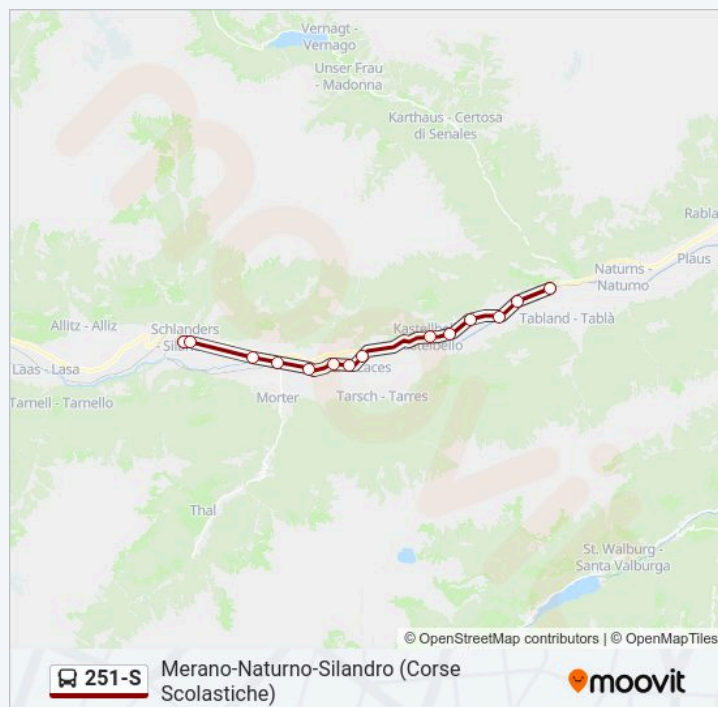 Vernagt -
Vernago
Unser Frau
- Madonna
Karthaus - Certosa
di Senales
Rabla
Plaus
Naturns -
Naturno
Tabland - Tablà
Allitz - Alliz
Schlanders
Laas - Lasa
Tarnell - Tarnello
Morter
Tarsch - Tarres
Thal
St. Walburg -
Santa Valburga
© OpenStreetMap contributors | © OpenMapTiles
251-S
Merano-Naturno-Silandro (Corse
Scolastiche)
moovit